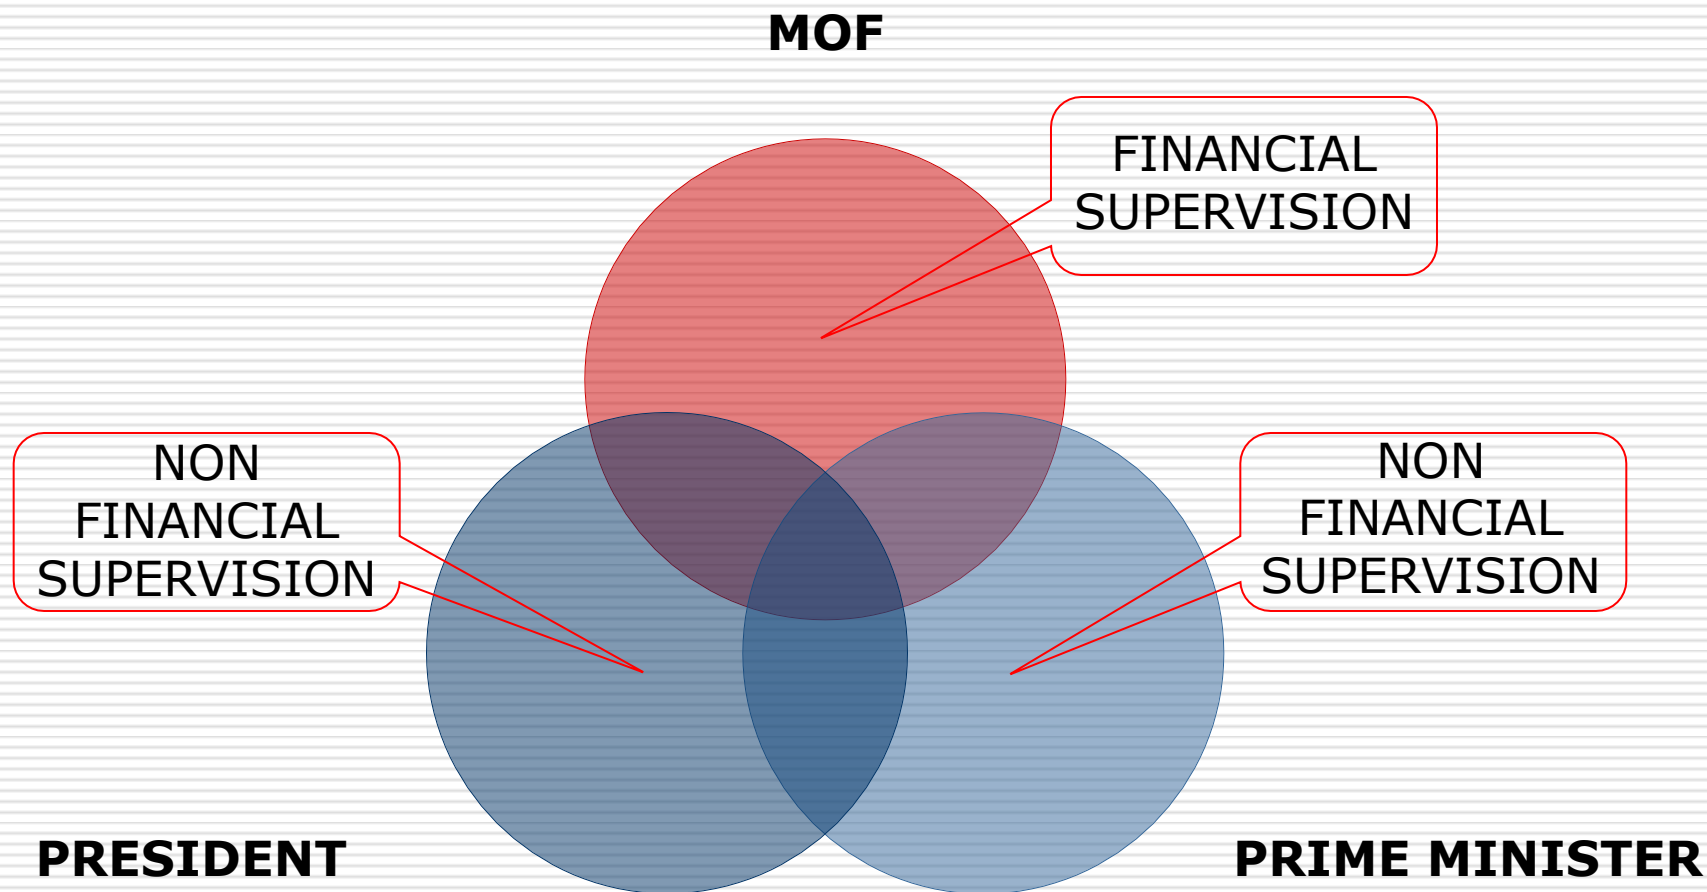 MOF
FINANCIAL
SUPERVISION
NON
FINANCIAL
SUPERVISION
NON
FINANCIAL
SUPERVISION
PRESIDENT
PRIME MINISTER